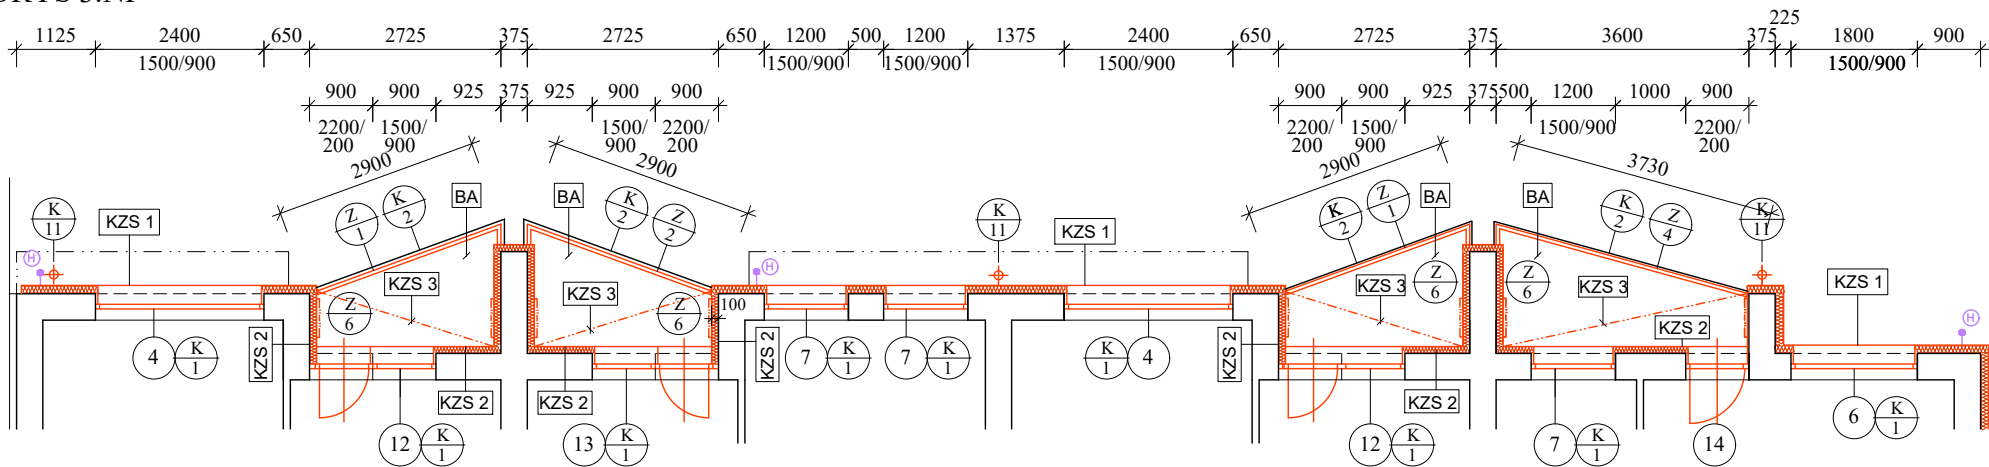 225
1125 2400 650 2725 375 2725 650 1200 500 1200 1375 2400 650 2725 375 3600 375 1800 900
1500/900 1500/900 1500/900 1500/900 1500/900
900 900 925 375 925 900 900 900 900 925 375 500 1200 1000 900
2200/ 1500/ 1500/ 2200/ 2200/ 1500/ 1500/900 2200/
200 900 900 200 200 900 200
2900 2900 2900 3730
K 11 KZS 1 Z 1 K 2 BA BA K 2 Z 2 K 11 KZS 1 K 2 Z 1 BA BA K 2 Z 4 K 11
H H KZS 3 KZS 3 Z 6 KZS 3 Z 6 KZS 3 KZS 1
Z 6 Z 6 100 KZS 2 H
4 K 1 KZS 2 KZS 2 7 K 1 7 K 1 K 1 4 KZS 2
KZS 2 KZS 2 KZS 2
12 K 1 13 K 1 12 K 1 7 K 1 14 6 K 1